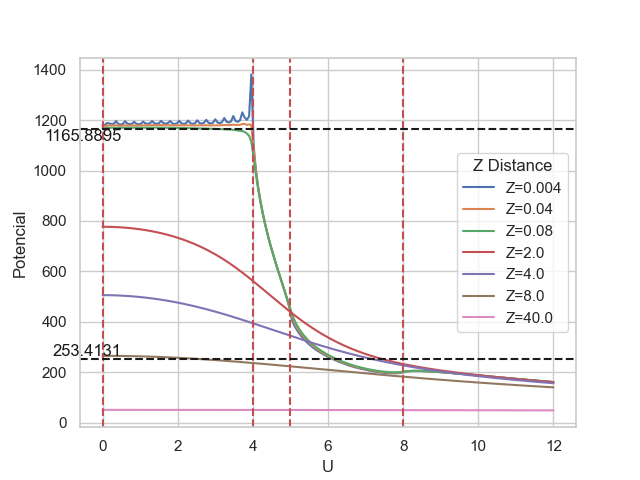 1400
1200
1165.8895
1000
800
600
400
253.4131
200
0
Potencial
Z Distance
Z=0.004
Z=0.04
Z=0.08
Z=2.0
Z=4.0
Z=8.0
Z=40.0
0 2 4 6 8 10 12
U